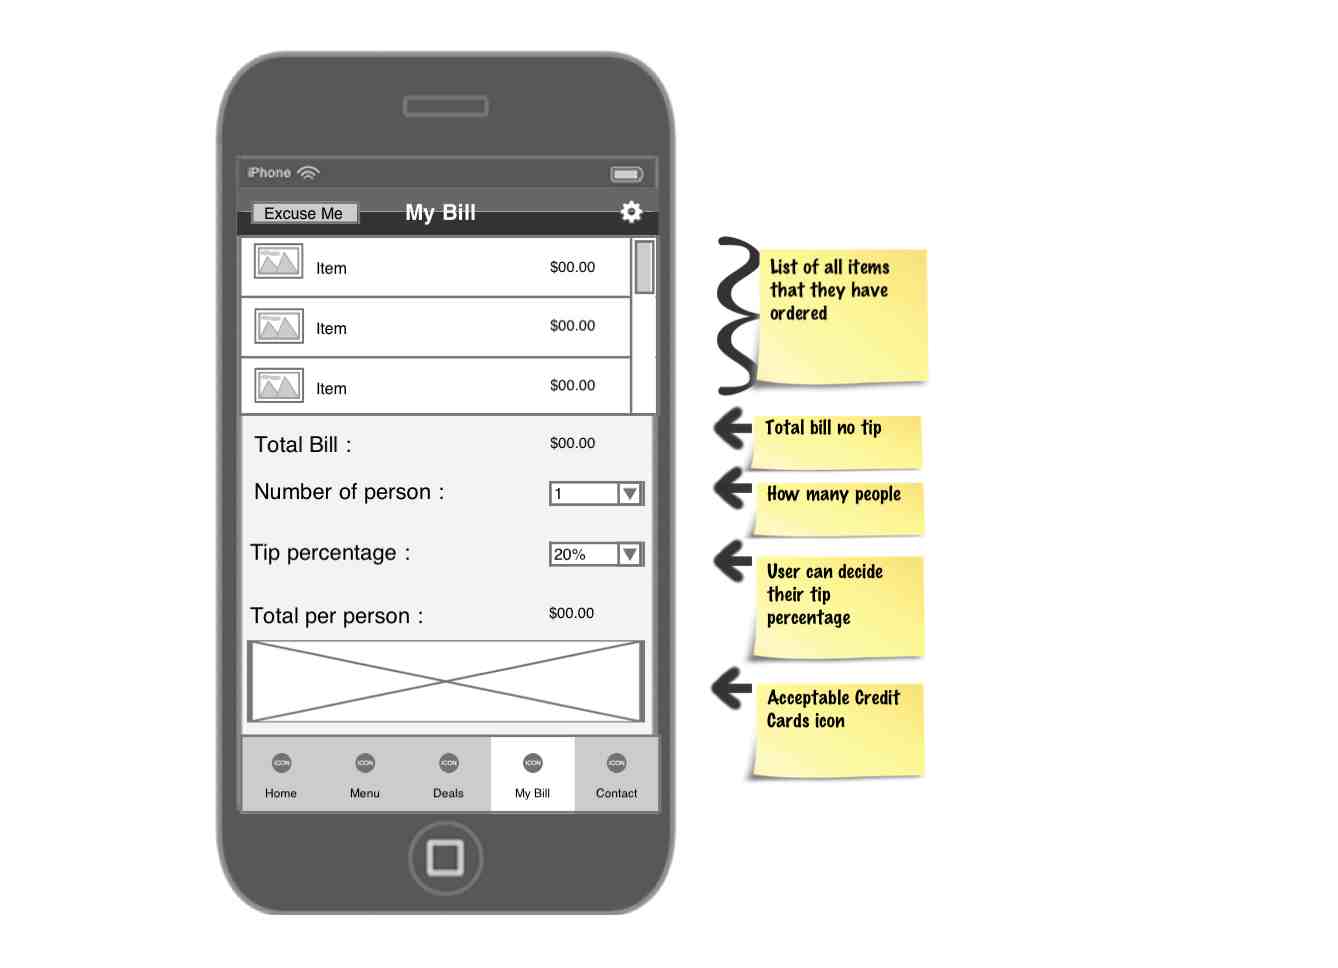 iPhone
Excuse Me
My Bill
Item $00.00
Item $00.00
Item $00.00
Total Bill : $00.00
Number of person : 1
Tip percentage : 20%
Total per person : $00.00
ICON ICON ICON ICON ICON
Home Menu Deals My Bill Contact
List of all items
that they have
ordered
Total bill no tip
How many people
User can decide
their tip
percentage
Acceptable Credit
Cards icon